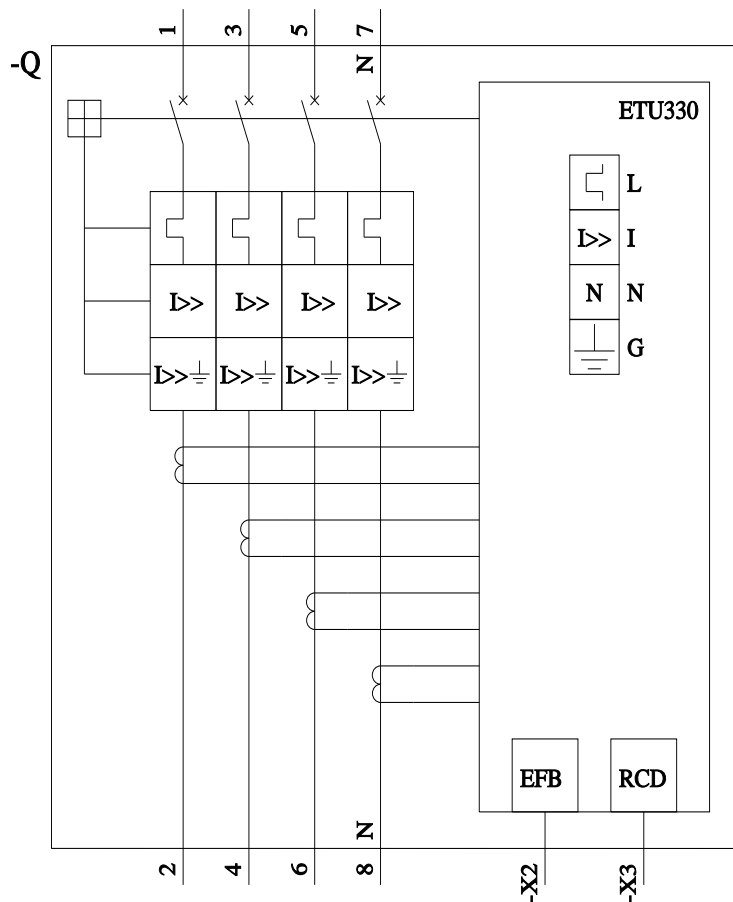 1 3 5 7
-Q
N
ETU330
L
I>> I
N N
G
I>> I>> I>> I>>
I>> I>> I>> I>>
EFB RCD
N
2 4 6 8
-X2 -X3